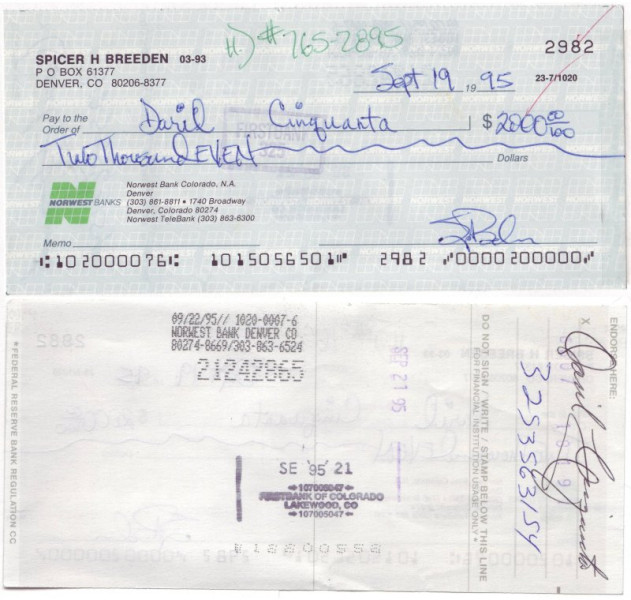 H) # 765-2895
2982
SPICER H BREEDEN 03-93
P O BOX 61377
DENVER, CO 80206-8377
Sept 19 1995
23-7/1020
Pay to the
Order of Daril Cinquanta $ 2000.00/100
Two Thousand EVEN Dollars
NORWEST BANKS
Norwest Bank Colorado, N.A.
Denver
(303) 861-8811 • 1740 Broadway
Denver, Colorado 80274
Norwest TeleBank (303) 863-6300
Memo
⑆102000076⑆ 1015056501⑈ 2982 ⑈0000200000⑈
09/22/95// 1020-0007-6
NORWEST BANK DENVER CO
80274-8669/303-863-6524
21242865
SEP 21 95
SE '95 21
107005047
FIRSTBANK OF COLORADO
LAKEWOOD, CO
107005047
* FEDERAL RESERVE BANK REGULATION CC
ENDORSE HERE:
X Daril Cinquanta
3253563154
DO NOT SIGN / WRITE / STAMP BELOW THIS LINE
FOR FINANCIAL INSTITUTION USAGE ONLY *